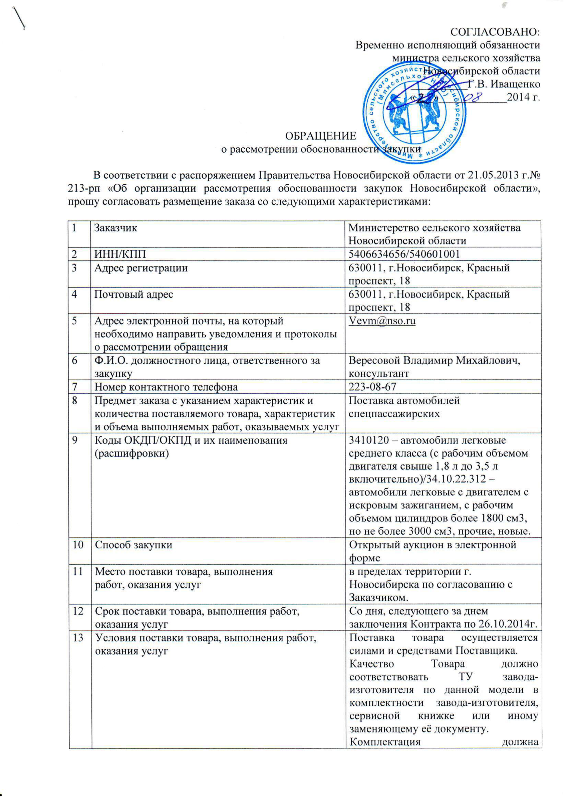 СОГЛАСОВАНО:
Временно исполняющий обязанности
министра сельского хозяйства
Новосибирской области
Г.В. Иващенко
08 2014 г.
ОБРАЩЕНИЕ
о рассмотрении обоснованности закупки
В соответствии с распоряжением Правительства Новосибирской области от 21.05.2013 г.№
213-рп «Об организации рассмотрения обоснованности закупок Новосибирской области»,
прошу согласовать размещение заказа со следующими характеристиками:
1 Заказчик Министерство сельского хозяйства
Новосибирской области
2 ИНН/КПП 5406634656/540601001
3 Адрес регистрации 630011, г.Новосибирск, Красный
проспект, 18
4 Почтовый адрес 630011, г.Новосибирск, Красный
проспект, 18
5 Адрес электронной почты, на который Vevm@nso.ru
необходимо направить уведомления и протоколы
о рассмотрении обращения
6 Ф.И.О. должностного лица, ответственного за Вересовой Владимир Михайлович,
закупку консультант
7 Номер контактного телефона 223-08-67
8 Предмет заказа с указанием характеристик и Поставка автомобилей
количества поставляемого товара, характеристик спецпассажирских
и объема выполняемых работ, оказываемых услуг
9 Коды ОКДП/ОКПД и их наименования 3410120 – автомобили легковые
(расшифровки) среднего класса (с рабочим объемом
двигателя свыше 1,8 л до 3,5 л
включительно)/34.10.22.312 –
автомобили легковые с двигателем с
искровым зажиганием, с рабочим
объемом цилиндров более 1800 см3,
но не более 3000 см3, прочие, новые.
10 Способ закупки Открытый аукцион в электронной
форме
11 Место поставки товара, выполнения в пределах территории г.
работ, оказания услуг Новосибирска по согласованию с
Заказчиком.
12 Срок поставки товара, выполнения работ, Со дня, следующего за днем
оказания услуг заключения Контракта по 26.10.2014г.
13 Условия поставки товара, выполнения работ, Поставка товара осуществляется
оказания услуг силами и средствами Поставщика.
Качество Товара должно
соответствовать ТУ завода-
изготовителя по данной модели в
комплектности завода-изготовителя,
сервисной книжке или иному
заменяющему её документу.
Комплектация должна